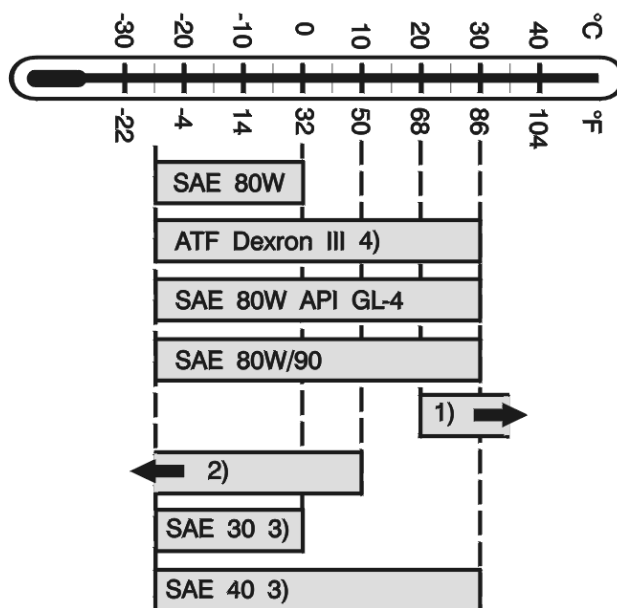 -30 -20 -10 0 10 20 30 40 °C
-22 -4 14 32 50 68 86 104 °F
SAE 80W
ATF Dexron III 4)
SAE 80W API GL-4
SAE 80W/90
1)
2)
SAE 30 3)
SAE 40 3)